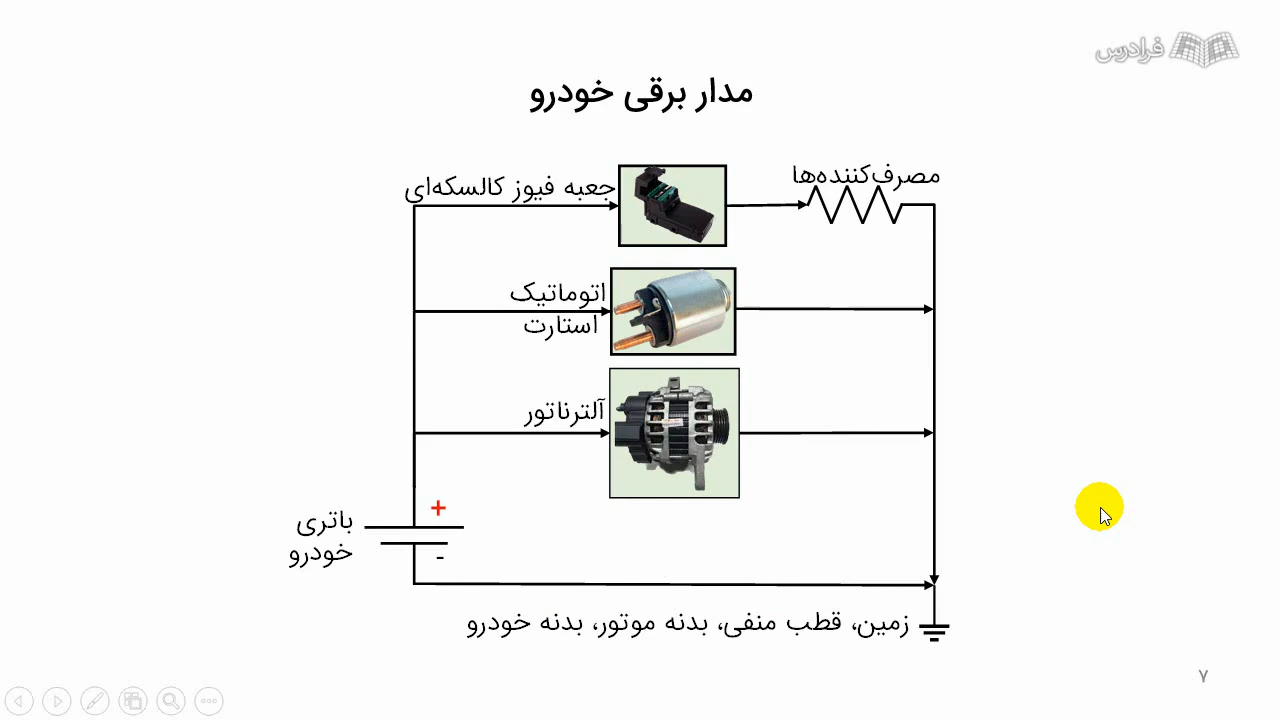 فرادرس
مدار برقی خودرو
مصرف‌کننده‌ها
جعبه فیوز کالسکه‌ای
اتوماتیک
استارت
آلترناتور
+
باتری
خودرو
-
زمین، قطب منفی، بدنه موتور، بدنه خودرو
۷